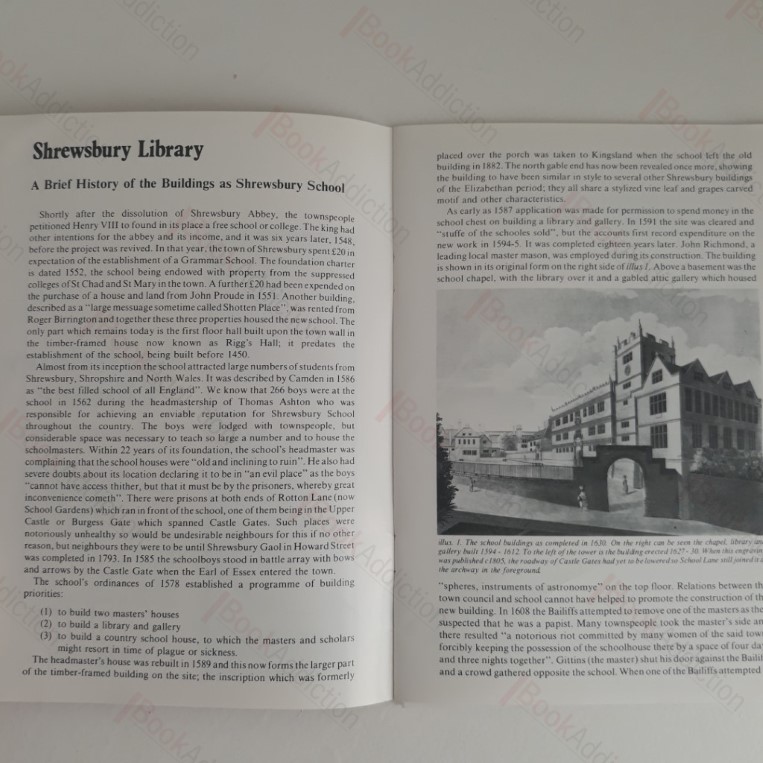 Shrewsbury Library
A Brief History of the Buildings as Shrewsbury School
Shortly after the dissolution of Shrewsbury Abbey, the townspeople
petitioned Henry VIII to found in its place a free school or college. The king had
other intentions for the abbey and its income, and it was six years later, 1548,
before the project was revived. In that year, the town of Shrewsbury spent £20 in
expectation of the establishment of a Grammar School. The foundation charter
is dated 1552, the school being endowed with property from the suppressed
colleges of St Chad and St Mary in the town. A further £20 had been expended on
the purchase of a house and land from John Proude in 1551. Another building,
described as a "large messuage sometime called Shotten Place", was rented from
Roger Birrington and together these three properties housed the new school. The
only part which remains today is the first floor hall built upon the town wall in
the timber-framed house now known as Rigg's Hall; it predates the
establishment of the school, being built before 1450.
Almost from its inception the school attracted large numbers of students from
Shrewsbury, Shropshire and North Wales. It was described by Camden in 1586
as "the best filled school of all England". We know that 266 boys were at the
school in 1562 during the headmastership of Thomas Ashton who was
responsible for achieving an enviable reputation for Shrewsbury School
throughout the country. The boys were lodged with townspeople, but
considerable space was necessary to teach so large a number and to house the
schoolmasters. Within 22 years of its foundation, the school's headmaster was
complaining that the school houses were "old and inclining to ruin". He also had
severe doubts about its location declaring it to be in "an evil place" as the boys
"cannot have access thither, but that it must be by the prisoners, whereby great
inconvenience cometh". There were prisons at both ends of Rotton Lane (now
School Gardens) which ran in front of the school, one of them being in the Upper
Castle or Burgess Gate which spanned Castle Gates. Such places were
notoriously unhealthy so would be undesirable neighbours for this if no other
reason, but neighbours they were to be until Shrewsbury Gaol in Howard Street
was completed in 1793. In 1585 the schoolboys stood in battle array with bows
and arrows by the Castle Gate when the Earl of Essex entered the town.
The school's ordinances of 1578 established a programme of building
priorities:
(1) to build two masters' houses
(2) to build a library and gallery
(3) to build a country school house, to which the masters and scholars
might resort in time of plague or sickness.
The headmaster's house was rebuilt in 1589 and this now forms the larger part
of the timber-framed building on the site; the inscription which was formerly
placed over the porch was taken to Kingsland when the school left the old
building in 1882. The north gable end has now been revealed once more, showing
the building to have been similar in style to several other Shrewsbury buildings
of the Elizabethan period; they all share a stylized vine leaf and grapes carved
motif and other characteristics.
As early as 1587 application was made for permission to spend money in the
school chest on building a library and gallery. In 1591 the site was cleared and
"stuffe of the schooles sold", but the accounts first record expenditure on the
new work in 1594-5. It was completed eighteen years later. John Richmond, a
leading local master mason, was employed during its construction. The building
is shown in its original form on the right side of illus 1. Above a basement was the
school chapel, with the library over it and a gabled attic gallery which housed
illus. 1. The school buildings as completed in 1630. On the right can be seen the chapel, library an
gallery built 1594 - 1612. To the left of the tower is the building erected 1627 - 30. When this engravin
was published c1805, the roadway of Castle Gates had yet to be lowered so School Lane still joined it
the archway in the foreground.
"spheres, instruments of astronomye" on the top floor. Relations between th
town council and school cannot have helped to promote the construction of th
new building. In 1608 the Bailiffs attempted to remove one of the masters as the
suspected that he was a papist. Many townspeople took the master's side an
there resulted "a notorious riot committed by many women of the said tow
forcibly keeping the possession of the schoolhouse there by a space of four da
and three nights together". Gittins (the master) shut his door against the Bailif
and a crowd gathered opposite the school. When one of the Bailiffs attempted
BookAddiction